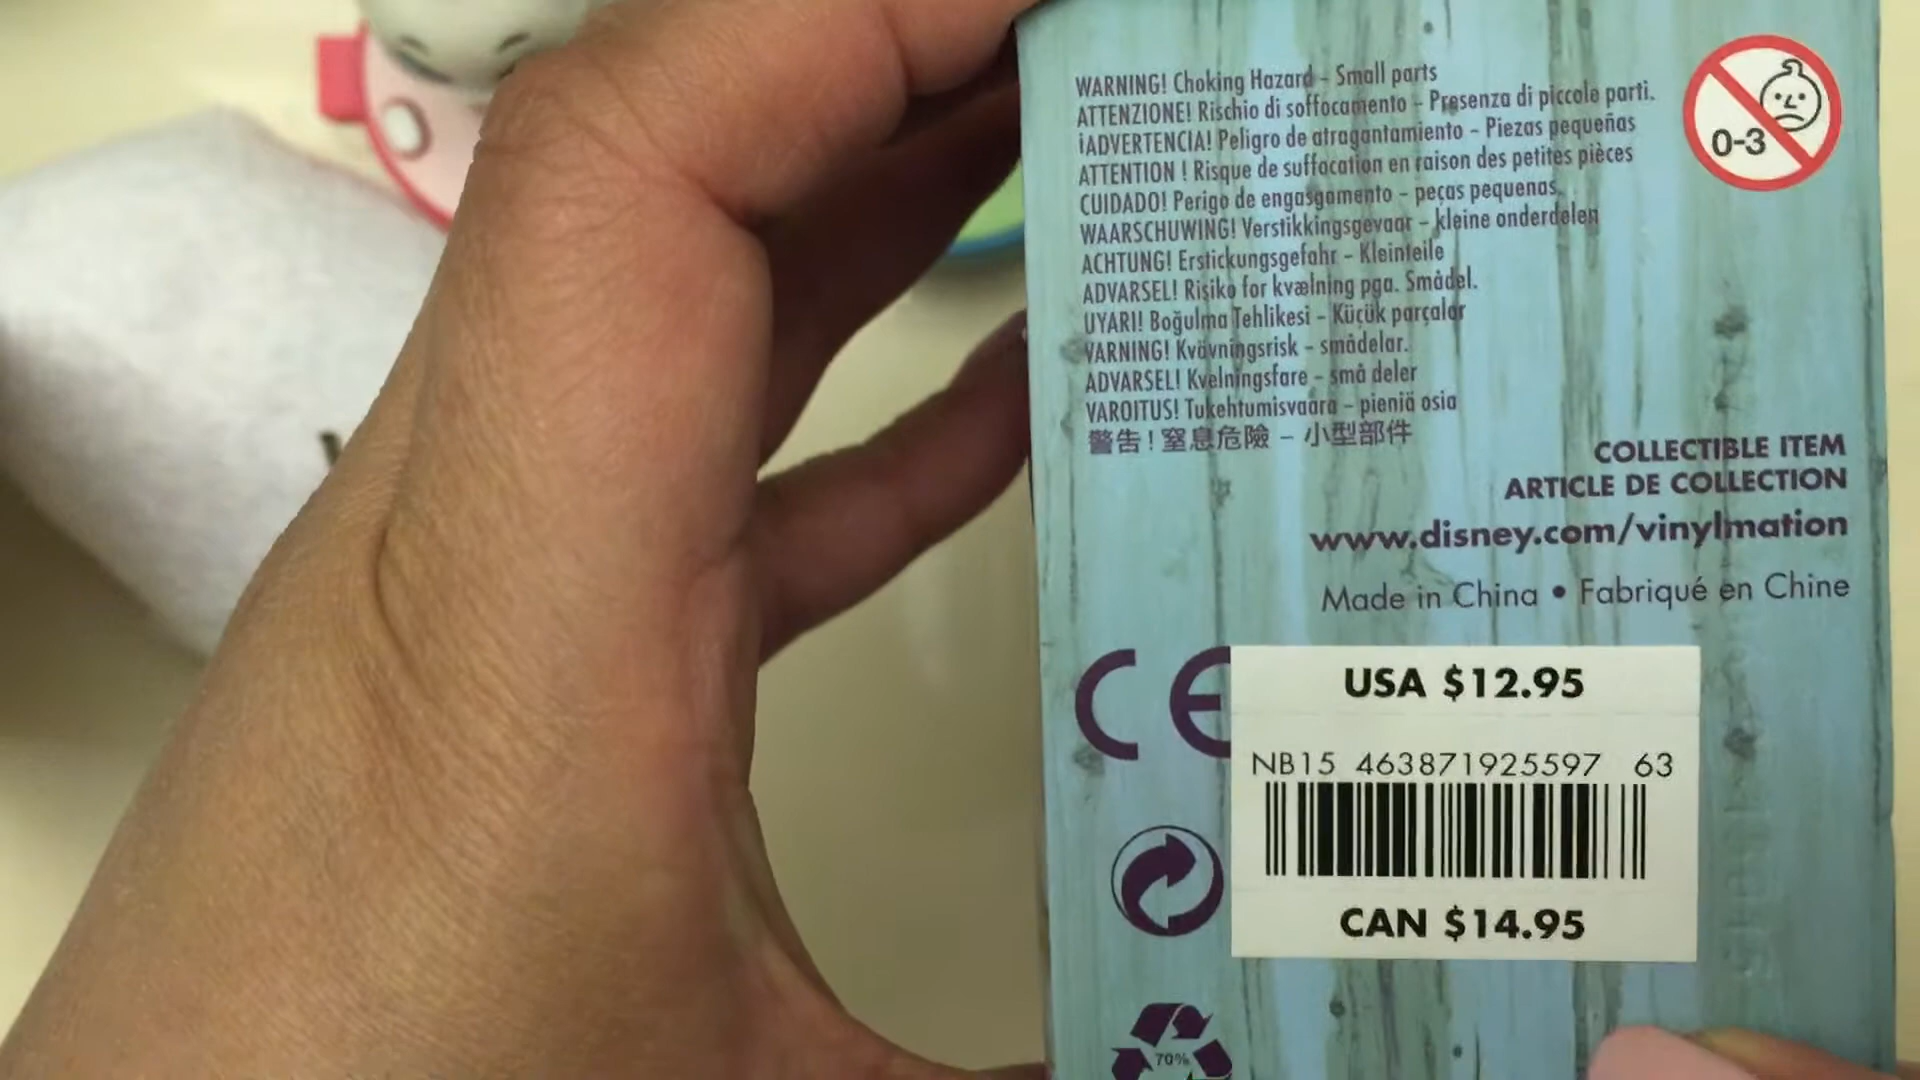 WARNING! Choking Hazard - Small parts
ATTENZIONE! Rischio di soffocamento - Presenza di piccole parti.
¡ADVERTENCIA! Peligro de atragantamiento - Piezas pequeñas
ATTENTION ! Risque de suffocation en raison des petites pièces
CUIDADO! Perigo de engasgamento - peças pequenas.
WAARSCHUWING! Verstikkingsgevaar - kleine onderdelen
ACHTUNG! Erstickungsgefahr - Kleinteile
ADVARSEL! Risiko for kvælning pga. Smådel.
UYARI! Boğulma Tehlikesi - Küçük parçalar
VARNING! Kvävningsrisk - smådelar.
ADVARSEL! Kvelningsfare - små deler
VAROITUS! Tukehtumisvaara - pieniä osia
警告！窒息危險 - 小型部件
0-3
COLLECTIBLE ITEM
ARTICLE DE COLLECTION
www.disney.com/vinylmation
Made in China • Fabriqué en Chine
CE
USA $12.95
NB15 463871925597 63
CAN $14.95
70%